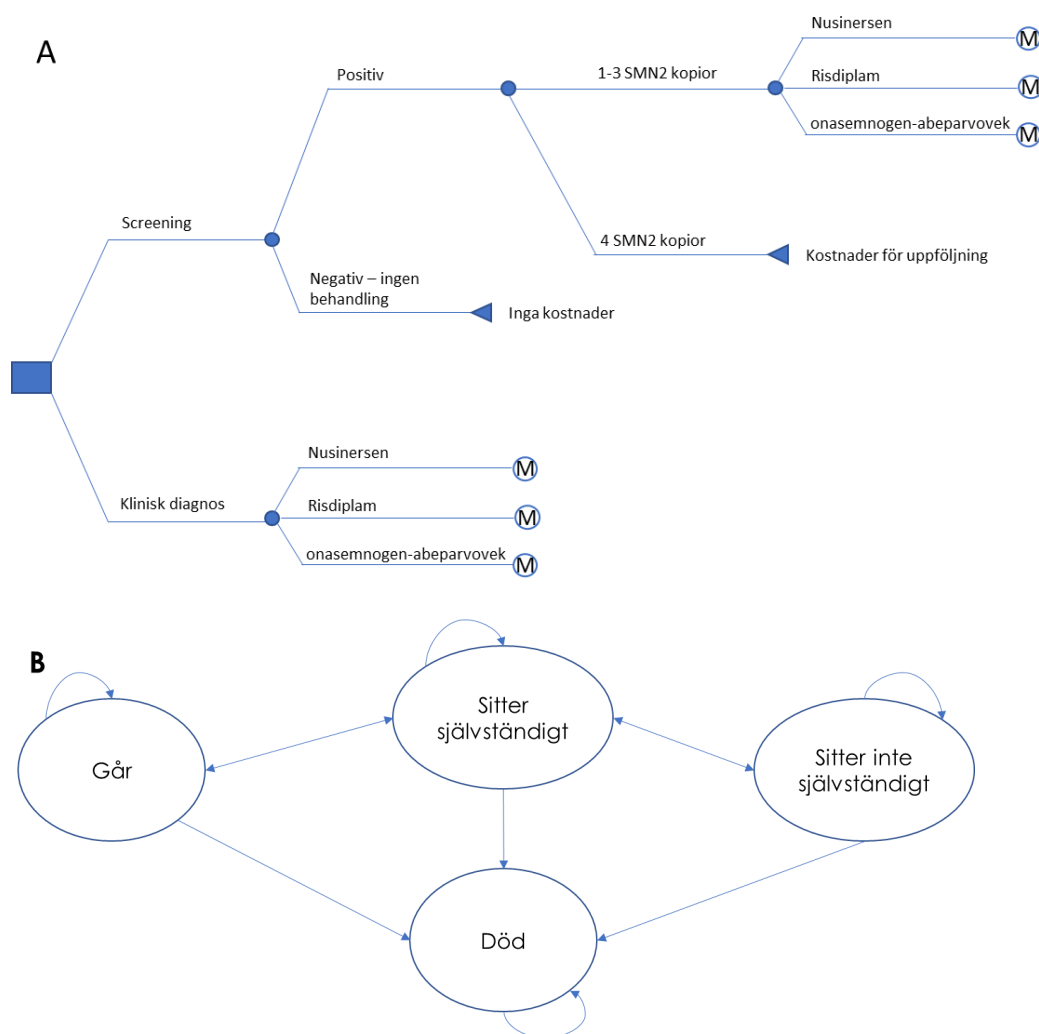 A
Nusinersen
M
Positiv
1-3 SMN2 kopior
Risdiplam
M
onasemnogen-abeparvovek
M
Screening
4 SMN2 kopior
Kostnader för uppföljning
Negativ – ingen
behandling
Inga kostnader
Nusinersen
M
Klinisk diagnos
Risdiplam
M
onasemnogen-abeparvovek
M
B
Går
Sitter
självständigt
Sitter inte
självständigt
Död